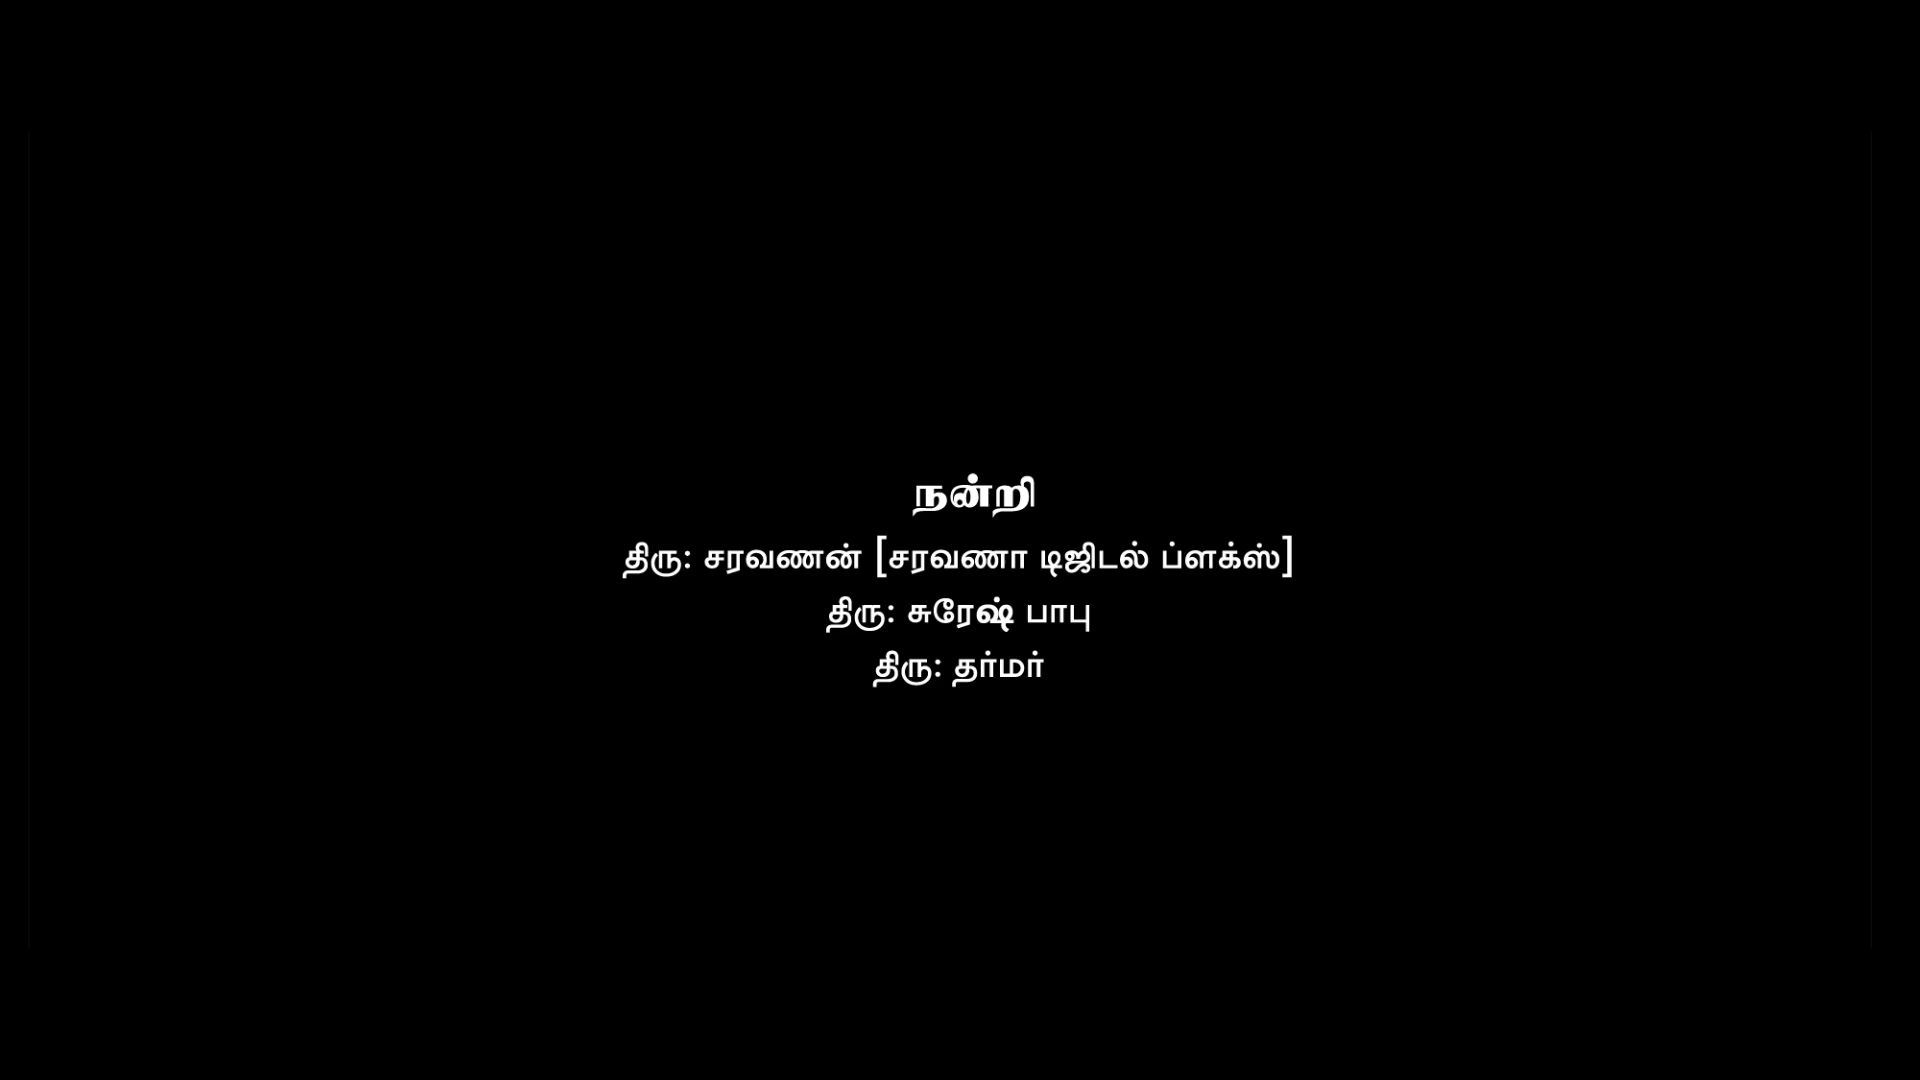 நன்றி
திரு: சரவணன் [சரவணா டிஜிடல் ப்ளக்ஸ்]
திரு: சுரேஷ் பாபு
திரு: தர்மர்